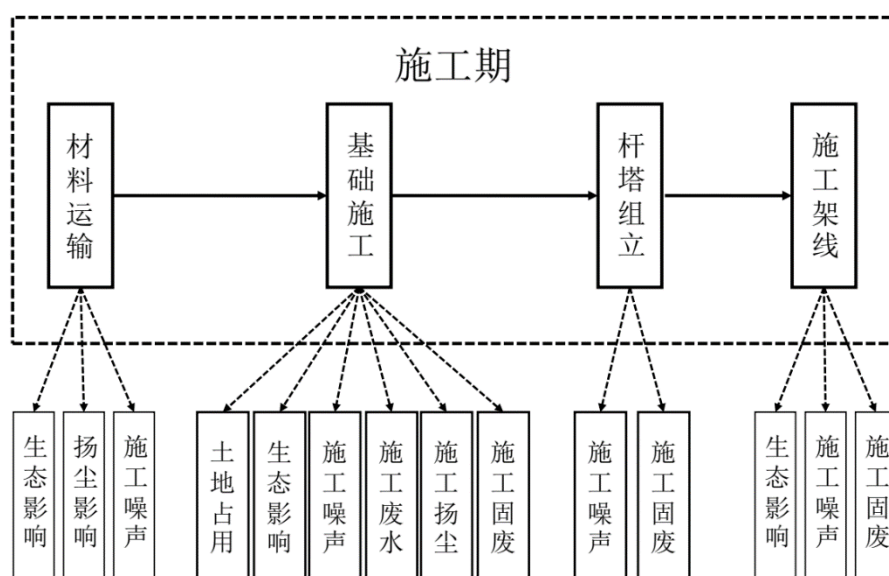 施工期
材料运输
基础施工
杆塔组立
施工架线
生态影响
扬尘影响
施工噪声
土地占用
生态影响
施工噪声
施工废水
施工扬尘
施工固废
施工噪声
施工固废
生态影响
施工噪声
施工固废